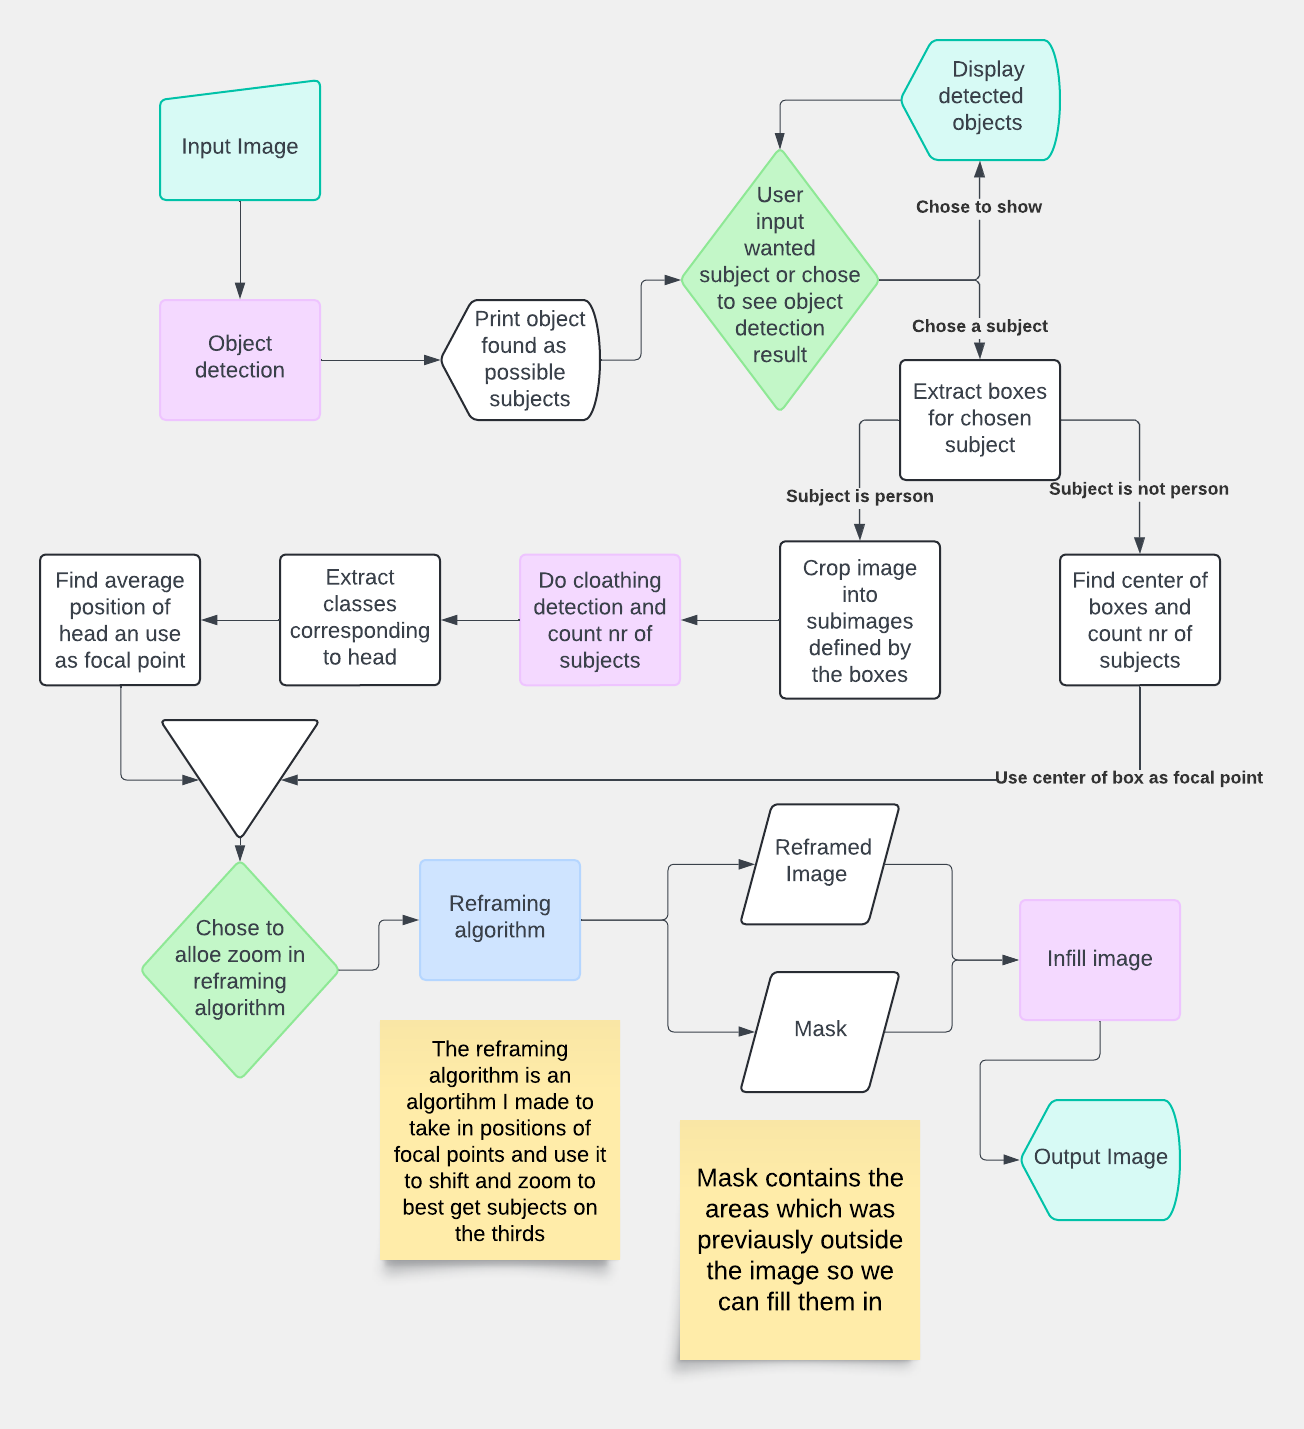 Input Image
Object
detection
Print object
found as
possible
subjects
User
input
wanted
subject or chose
to see object
detection
result
Display
detected
objects
Chose to show
Chose a subject
Extract boxes
for chosen
subject
Subject is person
Subject is not person
Find average
position of
head an use
as focal point
Extract
classes
corresponding
to head
Do cloathing
detection and
count nr of
subjects
Crop image
into
subimages
defined by
the boxes
Find center of
boxes and
count nr of
subjects
Use center of box as focal point
Chose to
alloe zoom in
reframing
algorithm
Reframing
algorithm
Reframed
Image
Mask
Infill image
Output Image
The reframing
algorithm is an
algortihm I made to
take in positions of
focal points and use it
to shift and zoom to
best get subjects on
the thirds
Mask contains the
areas which was
previausly outside
the image so we
can fill them in